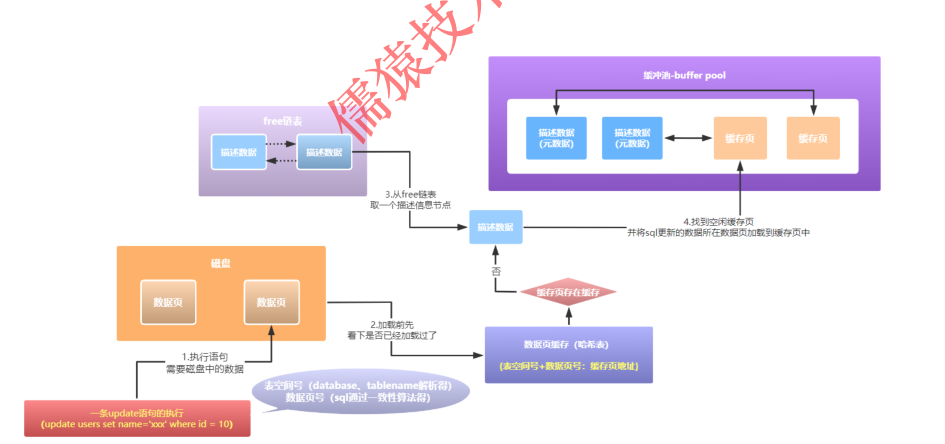 儒猿技术
缓冲池-buffer pool
描述数据
(元数据)
描述数据
(元数据)
缓存页
缓存页
free链表
描述数据
描述数据
3.从free链表
取一个描述信息节点
描述数据
4.找到空闲缓存页
并将sql更新的数据所在数据页加载到缓存页中
磁盘
数据页
数据页
否
缓存页存在缓存
2.加载前先
看下是否已经加载过了
数据页缓存（哈希表）
(表空间号+数据页号：缓存页地址)
1.执行语句
需要磁盘中的数据
表空间号（database、tablename解析得）
数据页号（sql通过一致性算法得）
一条update语句的执行
(update users set name='xxx' where id = 10)